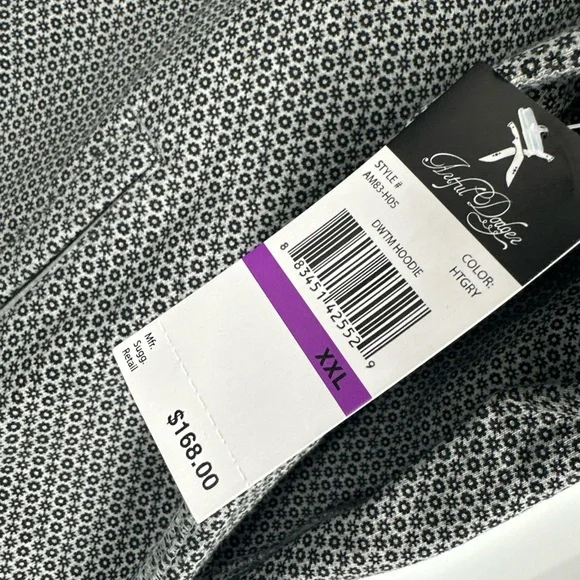 Artful Dodger
STYLE #
AM83-H05
COLOR:
HTGRY
DWTM HOODIE
8 83451 42552 9
XXL
Mfr.
Sugg.
Retail
$168.00